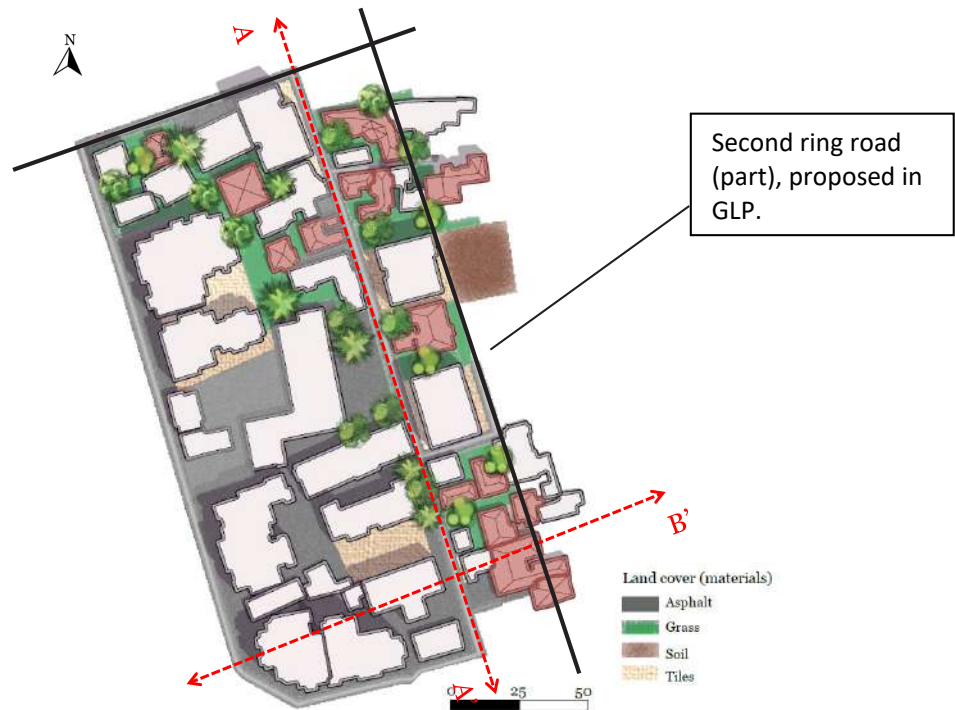 N
A
Second ring road
(part), proposed in
GLP.
B'
Land cover (materials)
Asphalt
Grass
Soil
Tiles
A'
0 25 50